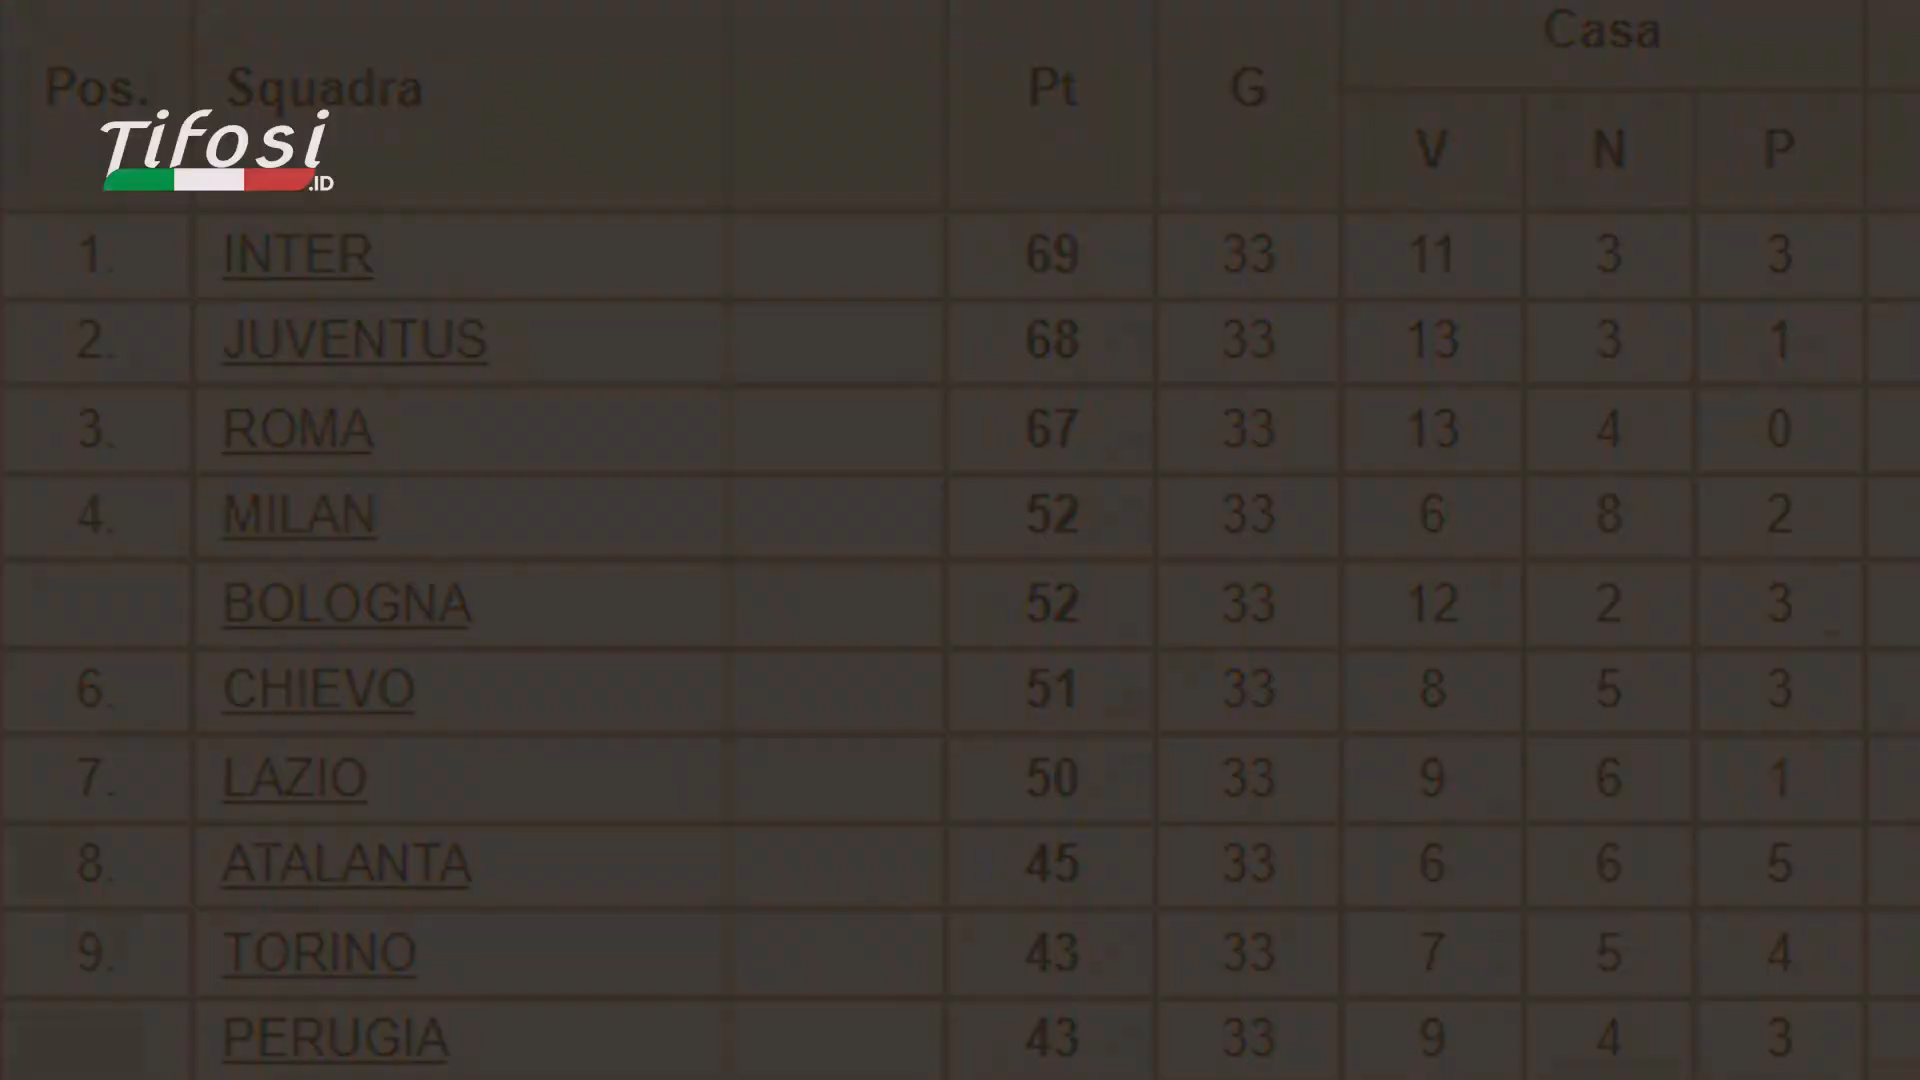 Casa
Pos. Squadra Pt G
V N P
Tifosi
.ID
1. INTER 69 33 11 3 3
2. JUVENTUS 68 33 13 3 1
3. ROMA 67 33 13 4 0
4. MILAN 52 33 6 8 2
BOLOGNA 52 33 12 2 3
6. CHIEVO 51 33 8 5 3
7. LAZIO 50 33 9 6 1
8. ATALANTA 45 33 6 6 5
9. TORINO 43 33 7 5 4
PERUGIA 43 33 9 4 3